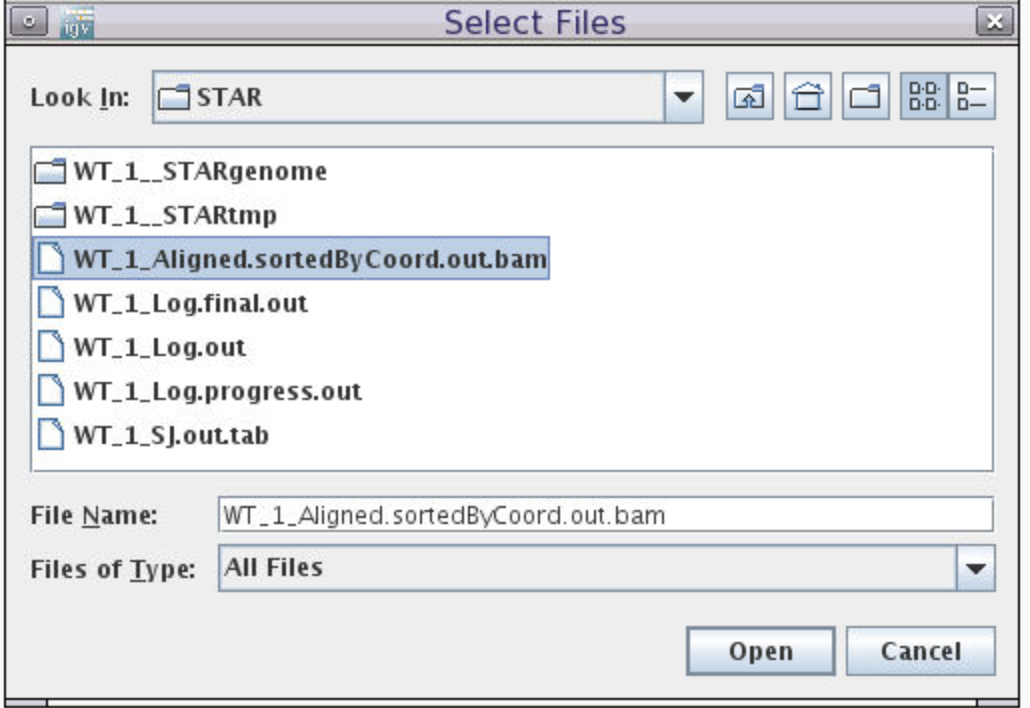 igv Select Files
Look In: STAR
WT_1__STARgenome
WT_1__STARtmp
WT_1_Aligned.sortedByCoord.out.bam
WT_1_Log.final.out
WT_1_Log.out
WT_1_Log.progress.out
WT_1_SJ.out.tab
File Name: WT_1_Aligned.sortedByCoord.out.bam
Files of Type: All Files
Open Cancel